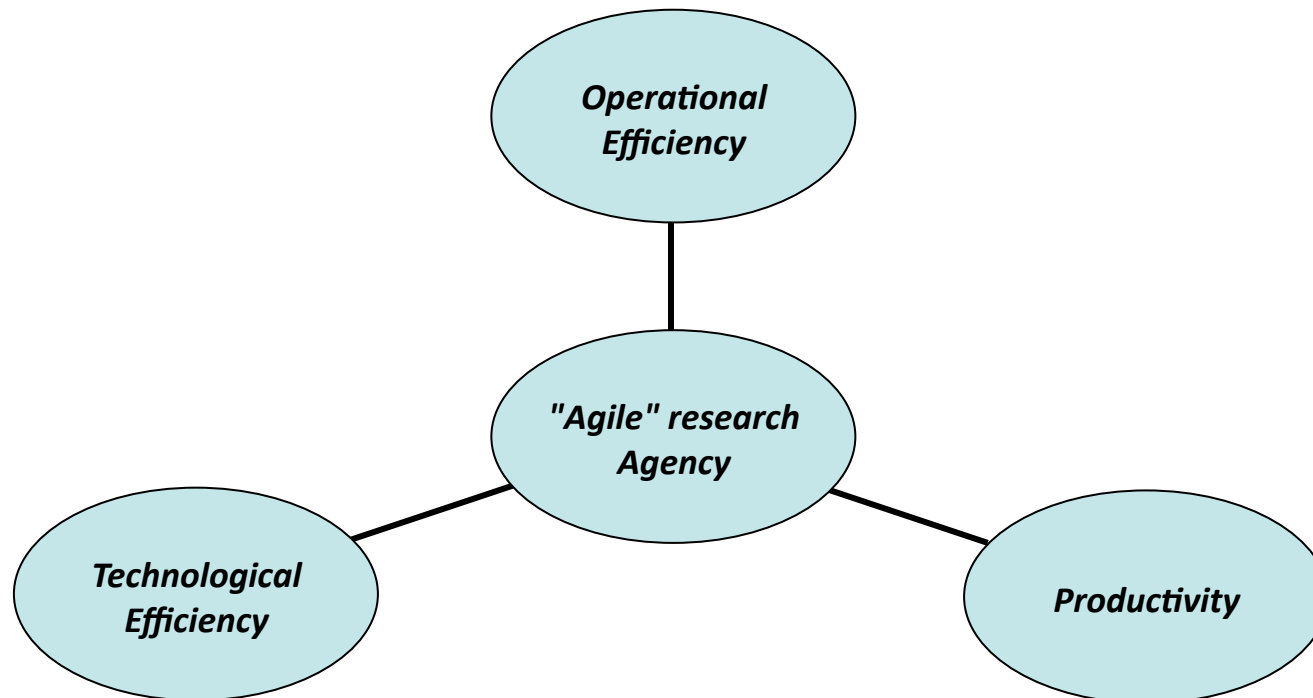 Operational
Efficiency
"Agile" research
Agency
Technological
Efficiency
Productivity